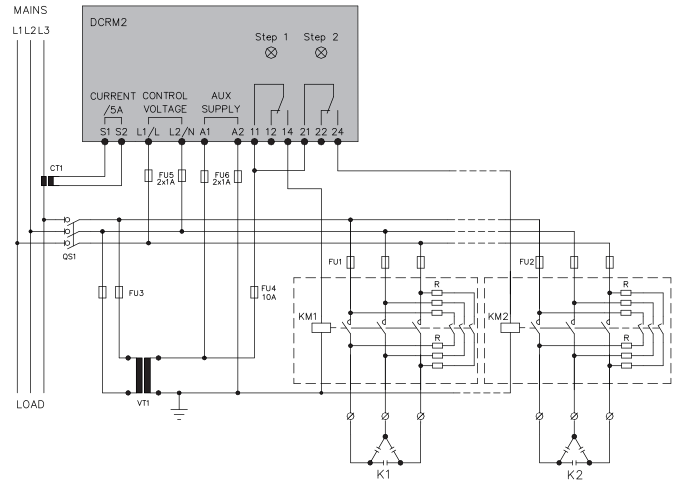 MAINS
L1 L2 L3
DCRM2
Step 1 Step 2
CURRENT CONTROL AUX
/5A VOLTAGE SUPPLY
S1 S2 L1/L L2/N A1 A2 11 12 14 21 22 24
CT1
FU5
2x1A
FU6
2x1A
QS1
FU1
FU2
FU3
FU4
10A
R
R
KM1
KM2
R
R
VT1
LOAD
K1
K2